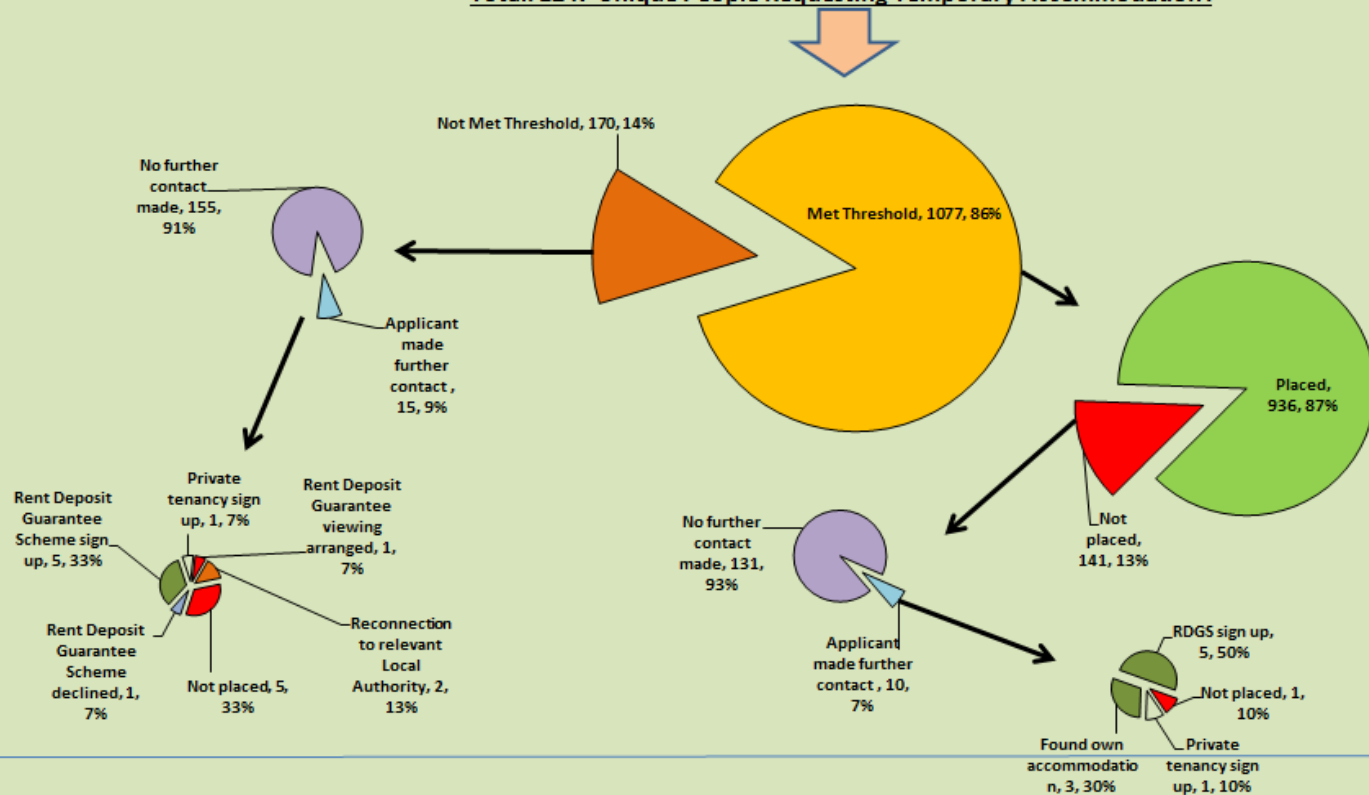 Not Met Threshold, 170, 14%
Met Threshold, 1077, 86%
No further
contact
made, 155,
91%
Applicant
made
further
contact ,
15, 9%
Placed,
936, 87%
Not
placed,
141, 13%
Private
tenancy sign
up, 1, 7%
Rent Deposit
Guarantee
viewing
arranged, 1,
7%
Rent Deposit
Guarantee
Scheme sign
up, 5, 33%
Rent Deposit
Guarantee
Scheme
declined, 1,
7%
Not placed, 5,
33%
Reconnection
to relevant
Local
Authority, 2,
13%
No further
contact
made, 131,
93%
Applicant
made further
contact , 10,
7%
RDGS sign up,
5, 50%
Not placed, 1,
10%
Found own
accommodatio
n, 3, 30%
Private
tenancy sign
up, 1, 10%